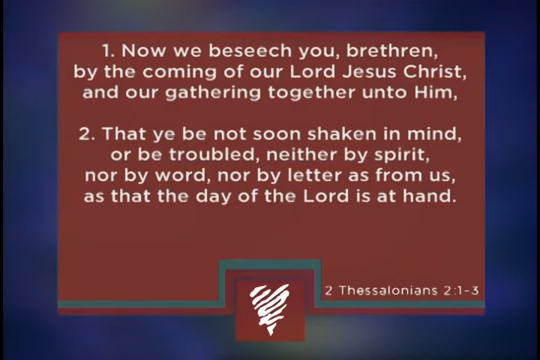 1. Now we beseech you, brethren,
by the coming of our Lord Jesus Christ,
and our gathering together unto Him,
2. That ye be not soon shaken in mind,
or be troubled, neither by spirit,
nor by word, nor by letter as from us,
as that the day of the Lord is at hand.
2 Thessalonians 2:1-3